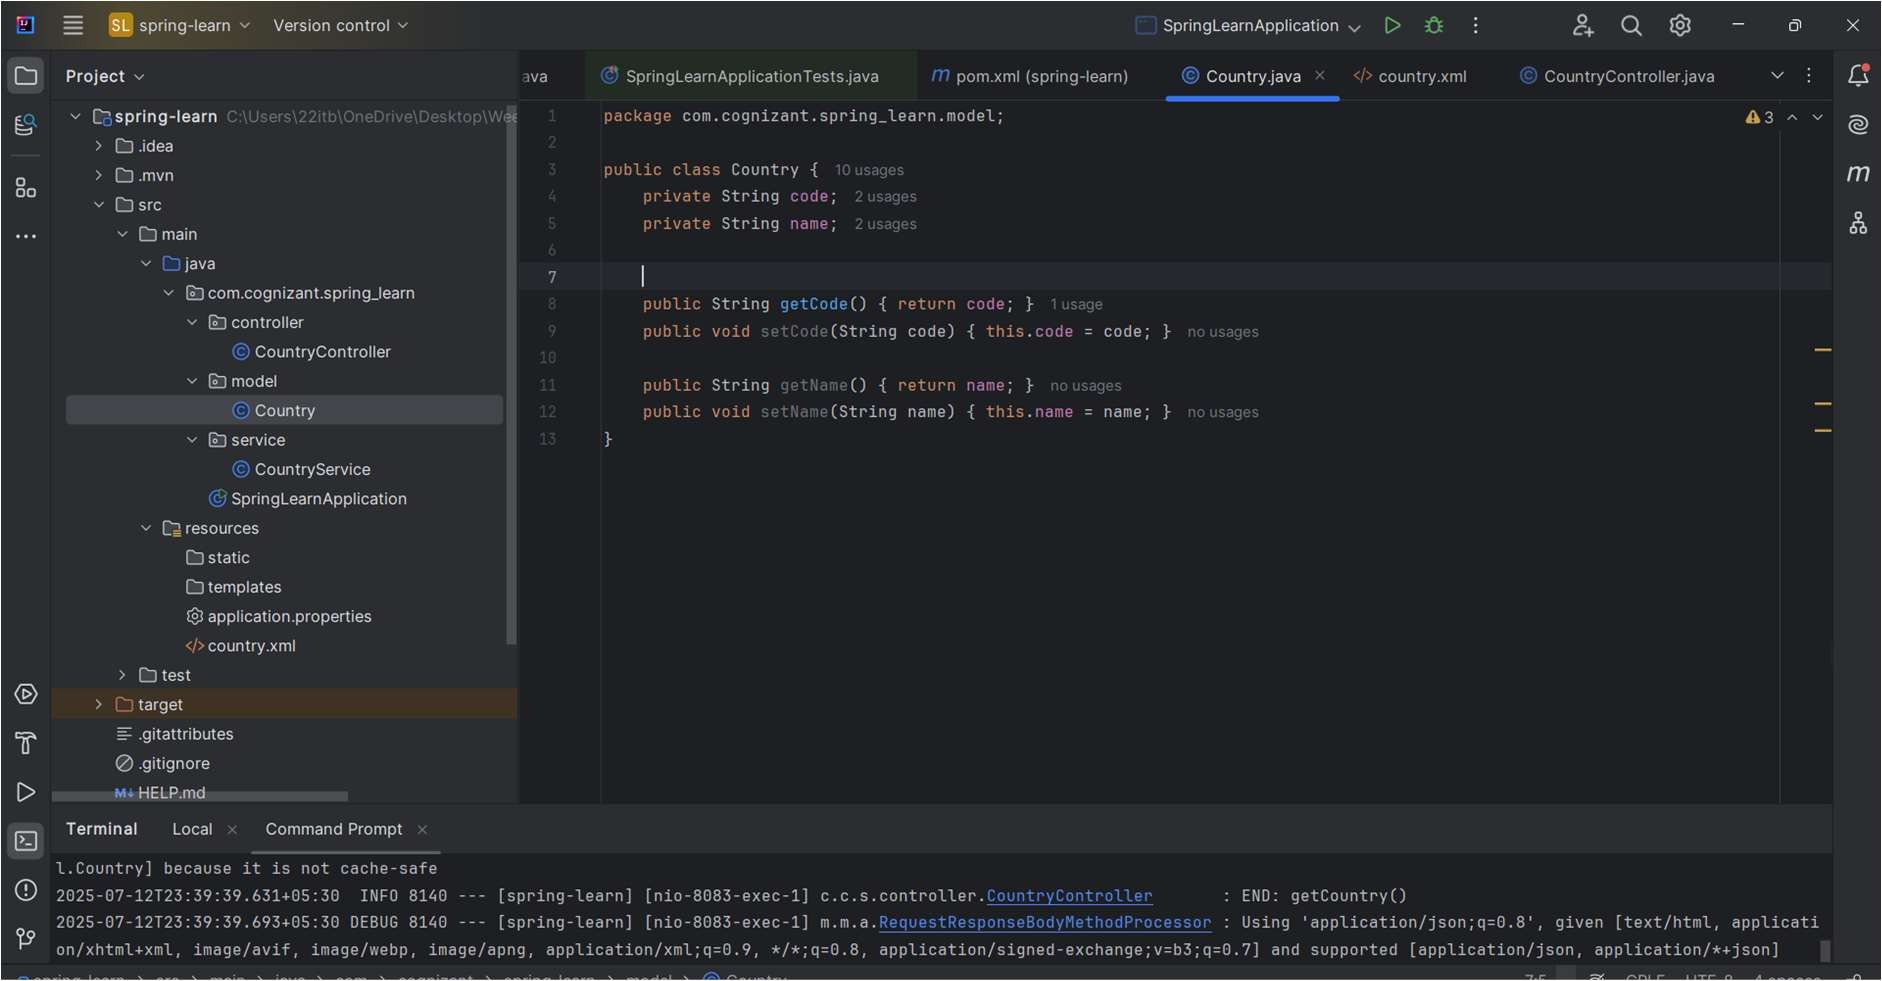 SL spring-learn Version control SpringLearnApplication
Project
ava SpringLearnApplicationTests.java m pom.xml (spring-learn) Country.java country.xml CountryController.java
spring-learn C:\Users\22itb\OneDrive\Desktop\Wee
.idea
.mvn
src
main
java
com.cognizant.spring_learn
controller
CountryController
model
Country
service
CountryService
SpringLearnApplication
resources
static
templates
application.properties
country.xml
test
target
.gitattributes
.gitignore
M↓ HELP.md
1 package com.cognizant.spring_learn.model; 3
2
3 public class Country { 10 usages
4 private String code; 2 usages
5 private String name; 2 usages
6
7
8 public String getCode() { return code; } 1 usage
9 public void setCode(String code) { this.code = code; } no usages
10
11 public String getName() { return name; } no usages
12 public void setName(String name) { this.name = name; } no usages
13 }
Terminal Local Command Prompt
l.Country] because it is not cache-safe
2025-07-12T23:39:39.631+05:30  INFO 8140 --- [spring-learn] [nio-8083-exec-1] c.c.s.controller.CountryController : END: getCountry()
2025-07-12T23:39:39.693+05:30 DEBUG 8140 --- [spring-learn] [nio-8083-exec-1] m.m.a.RequestResponseBodyMethodProcessor : Using 'application/json;q=0.8', given [text/html, applicati
on/xhtml+xml, image/avif, image/webp, image/apng, application/xml;q=0.9, */*;q=0.8, application/signed-exchange;v=b3;q=0.7] and supported [application/json, application/*+json]